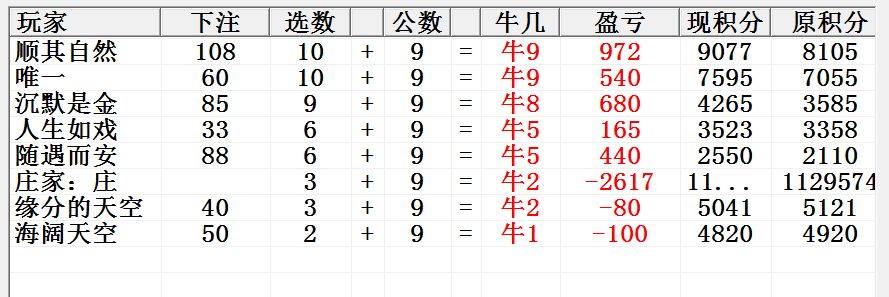 玩家 下注 选数 公数 牛几 盈亏 现积分 原积分
顺其自然 108 10 + 9 = 牛9 972 9077 8105
唯一 60 10 + 9 = 牛9 540 7595 7055
沉默是金 85 9 + 9 = 牛8 680 4265 3585
人生如戏 33 6 + 9 = 牛5 165 3523 3358
随遇而安 88 6 + 9 = 牛5 440 2550 2110
庄家：庄 3 + 9 = 牛2 -2617 11... 1129574
缘分的天空 40 3 + 9 = 牛2 -80 5041 5121
海阔天空 50 2 + 9 = 牛1 -100 4820 4920